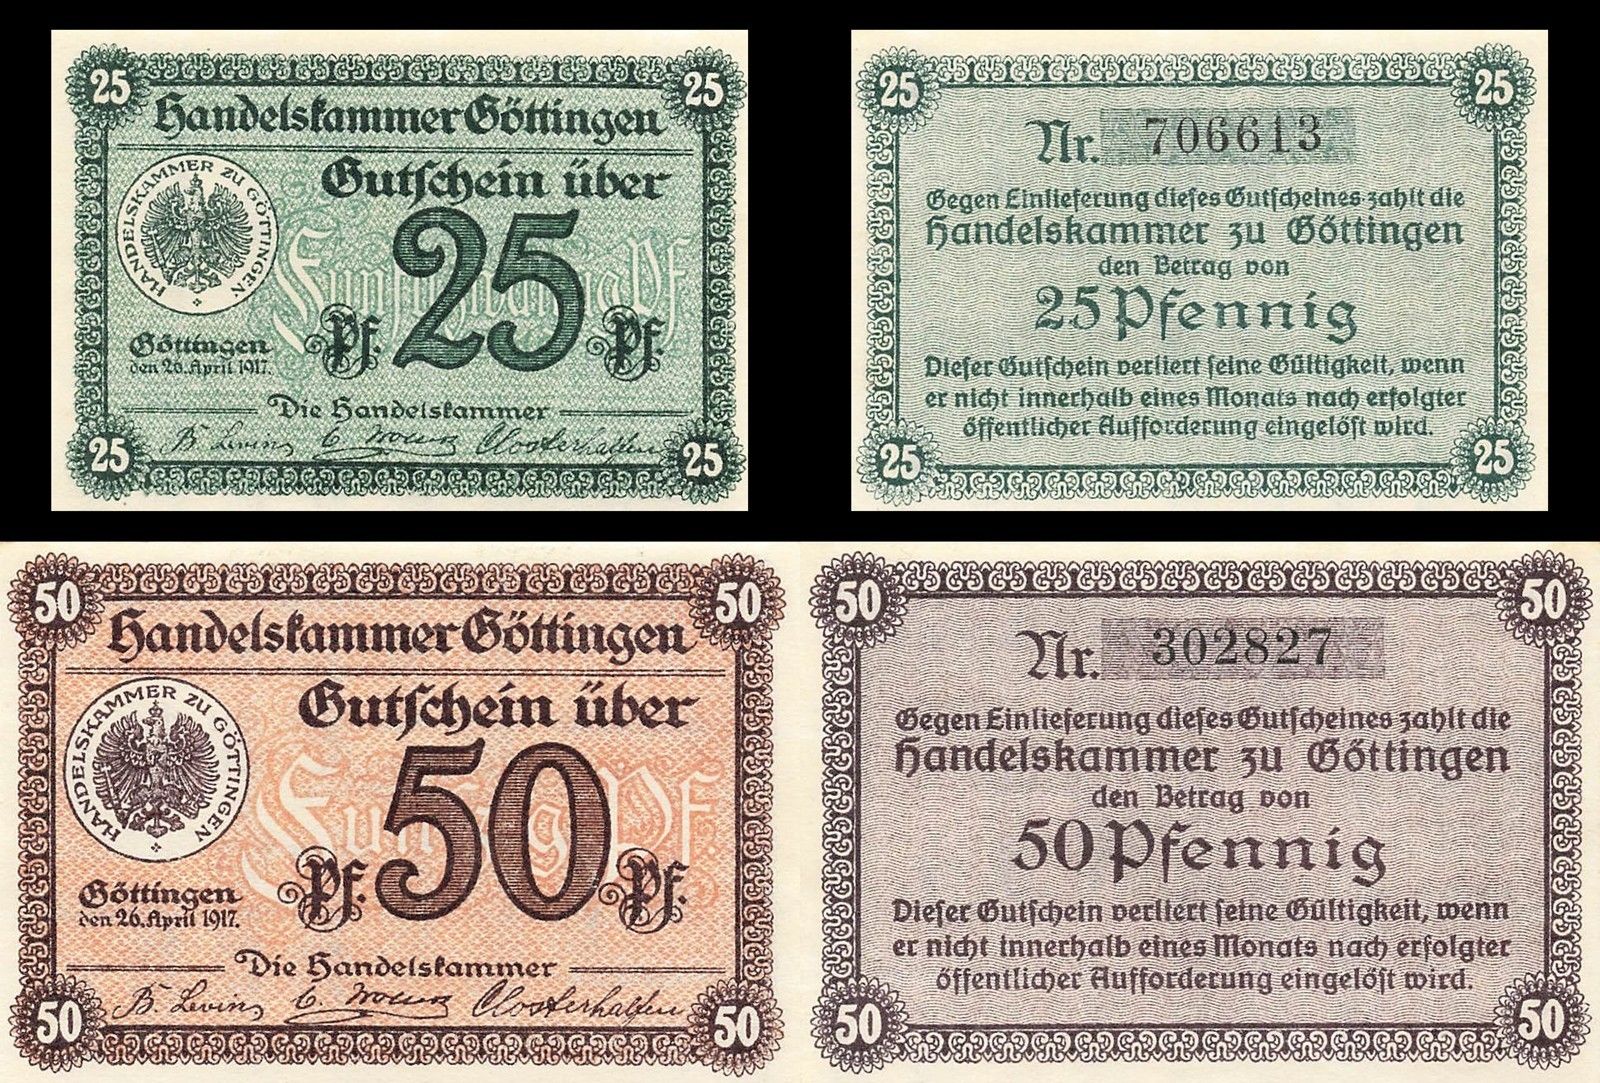 25 25
Handelskammer Göttingen
Gutschein über
HANDELSKAMMER ZU GÖTTINGEN
Fünfundzwanzig Pf
Pf. 25 Pf.
Göttingen
den 26. April 1917.
Die Handelskammer
B. Levin
25 25
25 25
Nr. 706613
Gegen Einlieferung dieses Gutscheines zahlt die
Handelskammer zu Göttingen
den Betrag von
25 Pfennig
Dieser Gutschein verliert seine Gültigkeit, wenn
er nicht innerhalb eines Monats nach erfolgter
öffentlicher Aufforderung eingelöst wird.
25 25
50 50
Handelskammer Göttingen
Gutschein über
HANDELSKAMMER ZU GÖTTINGEN
Fünfzig Pf.
Pf. 50 Pf.
Göttingen
den 26. April 1917.
Die Handelskammer
B. Levin
50 50
50 50
Nr. 302827
Gegen Einlieferung dieses Gutscheines zahlt die
Handelskammer zu Göttingen
den Betrag von
50 Pfennig
Dieser Gutschein verliert seine Gültigkeit, wenn
er nicht innerhalb eines Monats nach erfolgter
öffentlicher Aufforderung eingelöst wird.
50 50